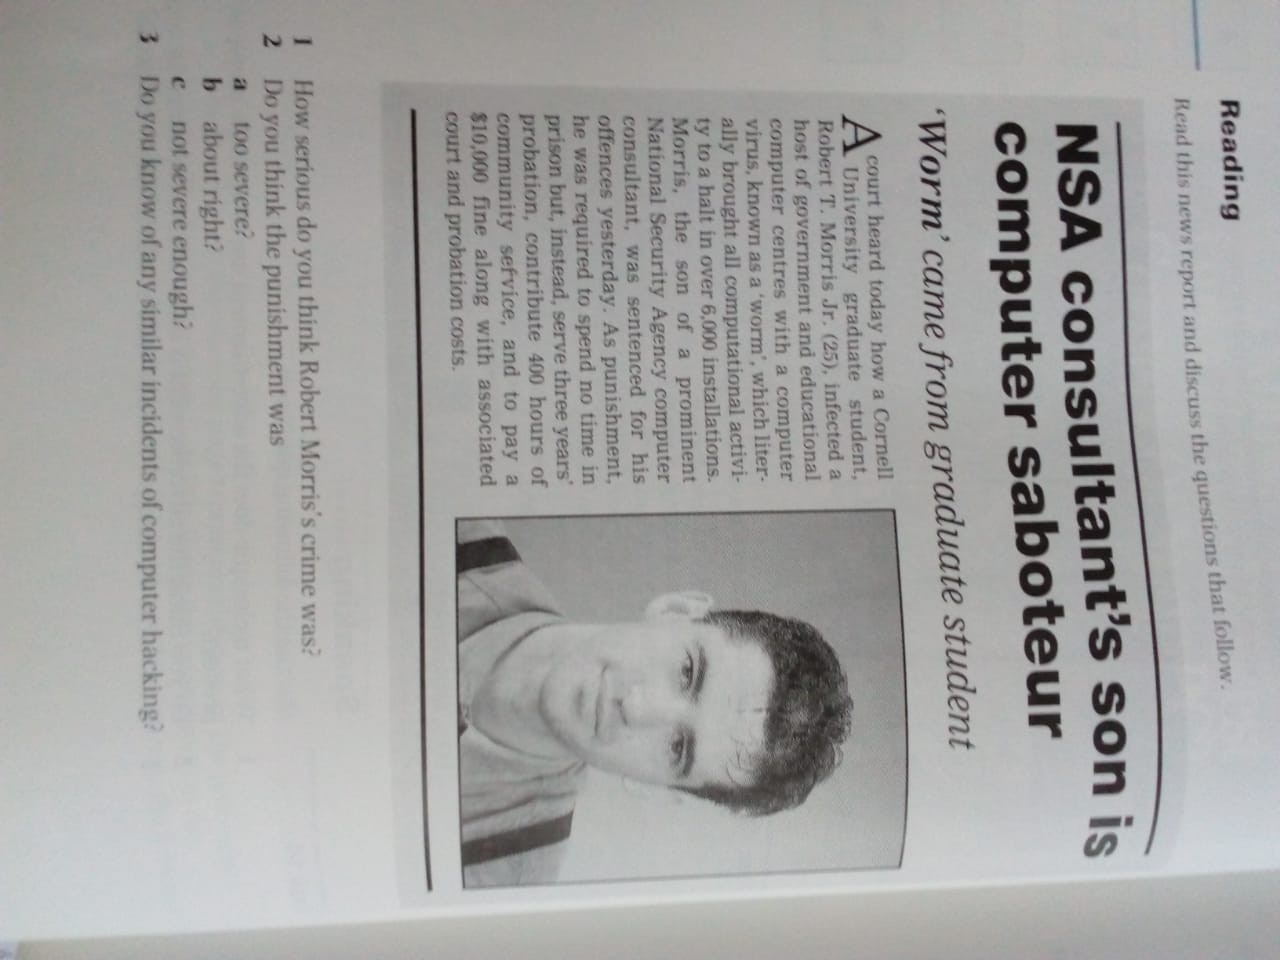 Reading
Read this news report and discuss the questions that follow.
NSA consultant's son is
computer saboteur
'Worm' came from graduate student
A court heard today how a Cornell
University graduate student,
Robert T. Morris Jr. (25), infected a
host of government and educational
computer centres with a computer
virus, known as a 'worm', which liter-
ally brought all computational activi-
ty to a halt in over 6,000 installations.
Morris, the son of a prominent
National Security Agency computer
consultant, was sentenced for his
offences yesterday. As punishment,
he was required to spend no time in
prison but, instead, serve three years'
probation, contribute 400 hours of
community service, and to pay a
$10,000 fine along with associated
court and probation costs.
1 How serious do you think Robert Morris's crime was?
2 Do you think the punishment was
a too severe?
b about right?
c not severe enough?
3 Do you know of any similar incidents of computer hacking?